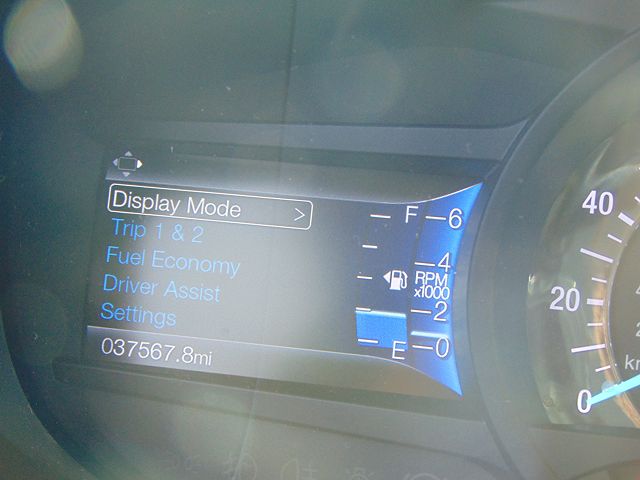 Display Mode >
Trip 1 & 2
Fuel Economy
Driver Assist
Settings
037567.8mi
F
E
6
4
RPM
x1000
2
0
40
20
0